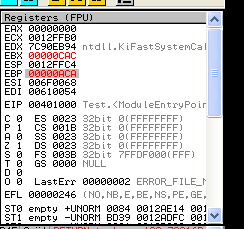 Registers (FPU)
EAX 00000000
ECX 0012FFB0
EDX 7C90EB94 ntdll.KiFastSystemCal
EBX 00000CAC
ESP 0012FFC4
EBP 00000ACA
ESI 006F0068
EDI 00610054
EIP 00401000 Test.<ModuleEntryPoin
C 0 ES 0023 32bit 0(FFFFFFFF)
P 1 CS 001B 32bit 0(FFFFFFFF)
A 0 SS 0023 32bit 0(FFFFFFFF)
Z 1 DS 0023 32bit 0(FFFFFFFF)
S 0 FS 003B 32bit 7FFDF000(FFF)
T 0 GS 0000 NULL
D 0
O 0 LastErr 00000002 ERROR_FILE_N
EFL 00000246 (NO,NB,E,BE,NS,PE,GE,
ST0 empty +UNORM 0084 0012AE14 00
ST1 empty -UNORM BD39 0012ADFC 00